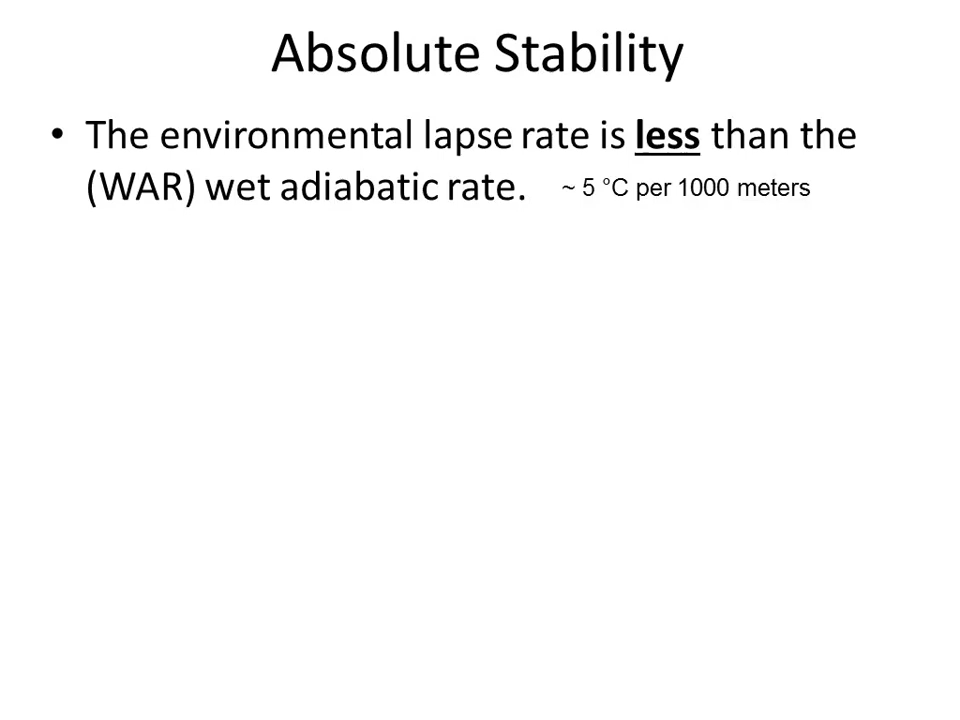 Absolute Stability
• The environmental lapse rate is less than the
(WAR) wet adiabatic rate. ~ 5 °C per 1000 meters